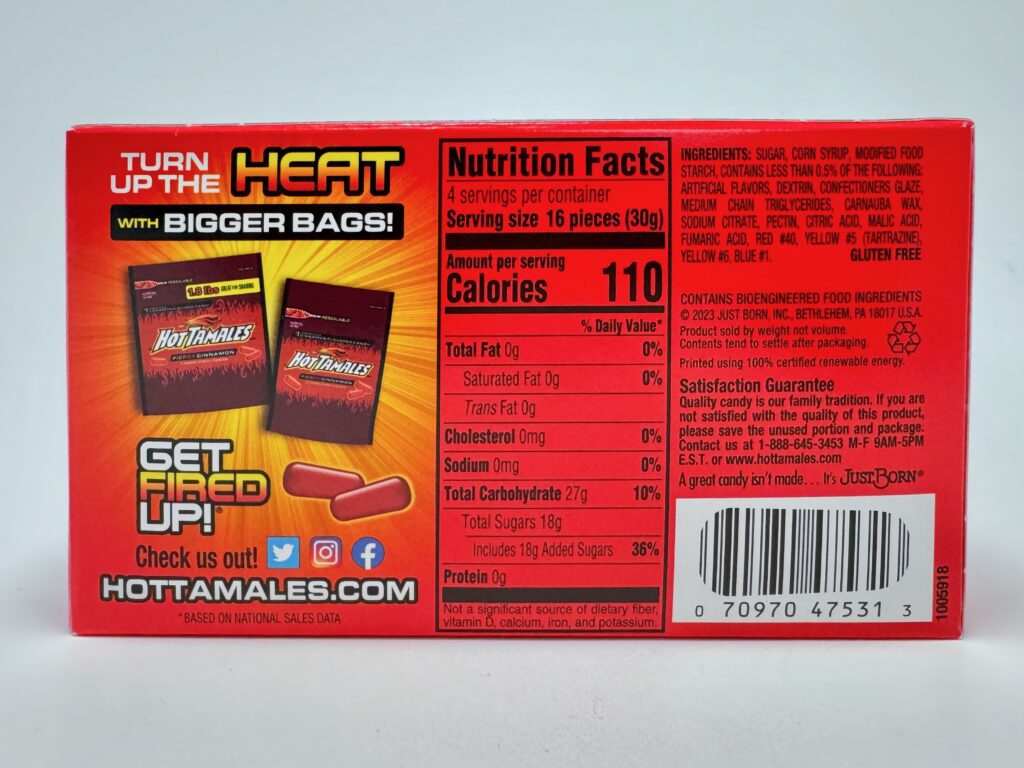 TURN
UP THE HEAT
WITH BIGGER BAGS!
1.8 lbs GREAT FOR SHARING
RESEALABLE
HOT TAMALES
FIERCE CINNAMON
RESEALABLE
HOT TAMALES
FIERCE CINNAMON
GET
FIRED
UP!®
Check us out!
HOTTAMALES.COM
*BASED ON NATIONAL SALES DATA
Nutrition Facts
4 servings per container
Serving size 16 pieces (30g)
Amount per serving
Calories 110
% Daily Value*
Total Fat 0g 0%
Saturated Fat 0g 0%
Trans Fat 0g
Cholesterol 0mg 0%
Sodium 0mg 0%
Total Carbohydrate 27g 10%
Total Sugars 18g
Includes 18g Added Sugars 36%
Protein 0g
Not a significant source of dietary fiber,
vitamin D, calcium, iron, and potassium.
INGREDIENTS: SUGAR, CORN SYRUP, MODIFIED FOOD
STARCH, CONTAINS LESS THAN 0.5% OF THE FOLLOWING:
ARTIFICIAL FLAVORS, DEXTRIN, CONFECTIONERS GLAZE,
MEDIUM CHAIN TRIGLYCERIDES, CARNAUBA WAX,
SODIUM CITRATE, PECTIN, CITRIC ACID, MALIC ACID,
FUMARIC ACID, RED #40, YELLOW #5 (TARTRAZINE),
YELLOW #6, BLUE #1. GLUTEN FREE
CONTAINS BIOENGINEERED FOOD INGREDIENTS
© 2023 JUST BORN, INC., BETHLEHEM, PA 18017 U.S.A.
Product sold by weight not volume.
Contents tend to settle after packaging.
Printed using 100% certified renewable energy.
Satisfaction Guarantee
Quality candy is our family tradition. If you are
not satisfied with the quality of this product,
please save the unused portion and package.
Contact us at 1-888-645-3453 M-F 9AM-5PM
E.S.T. or www.hottamales.com
A great candy isn't made... It's JUST BORN®
0 70970 47531 3
1005918